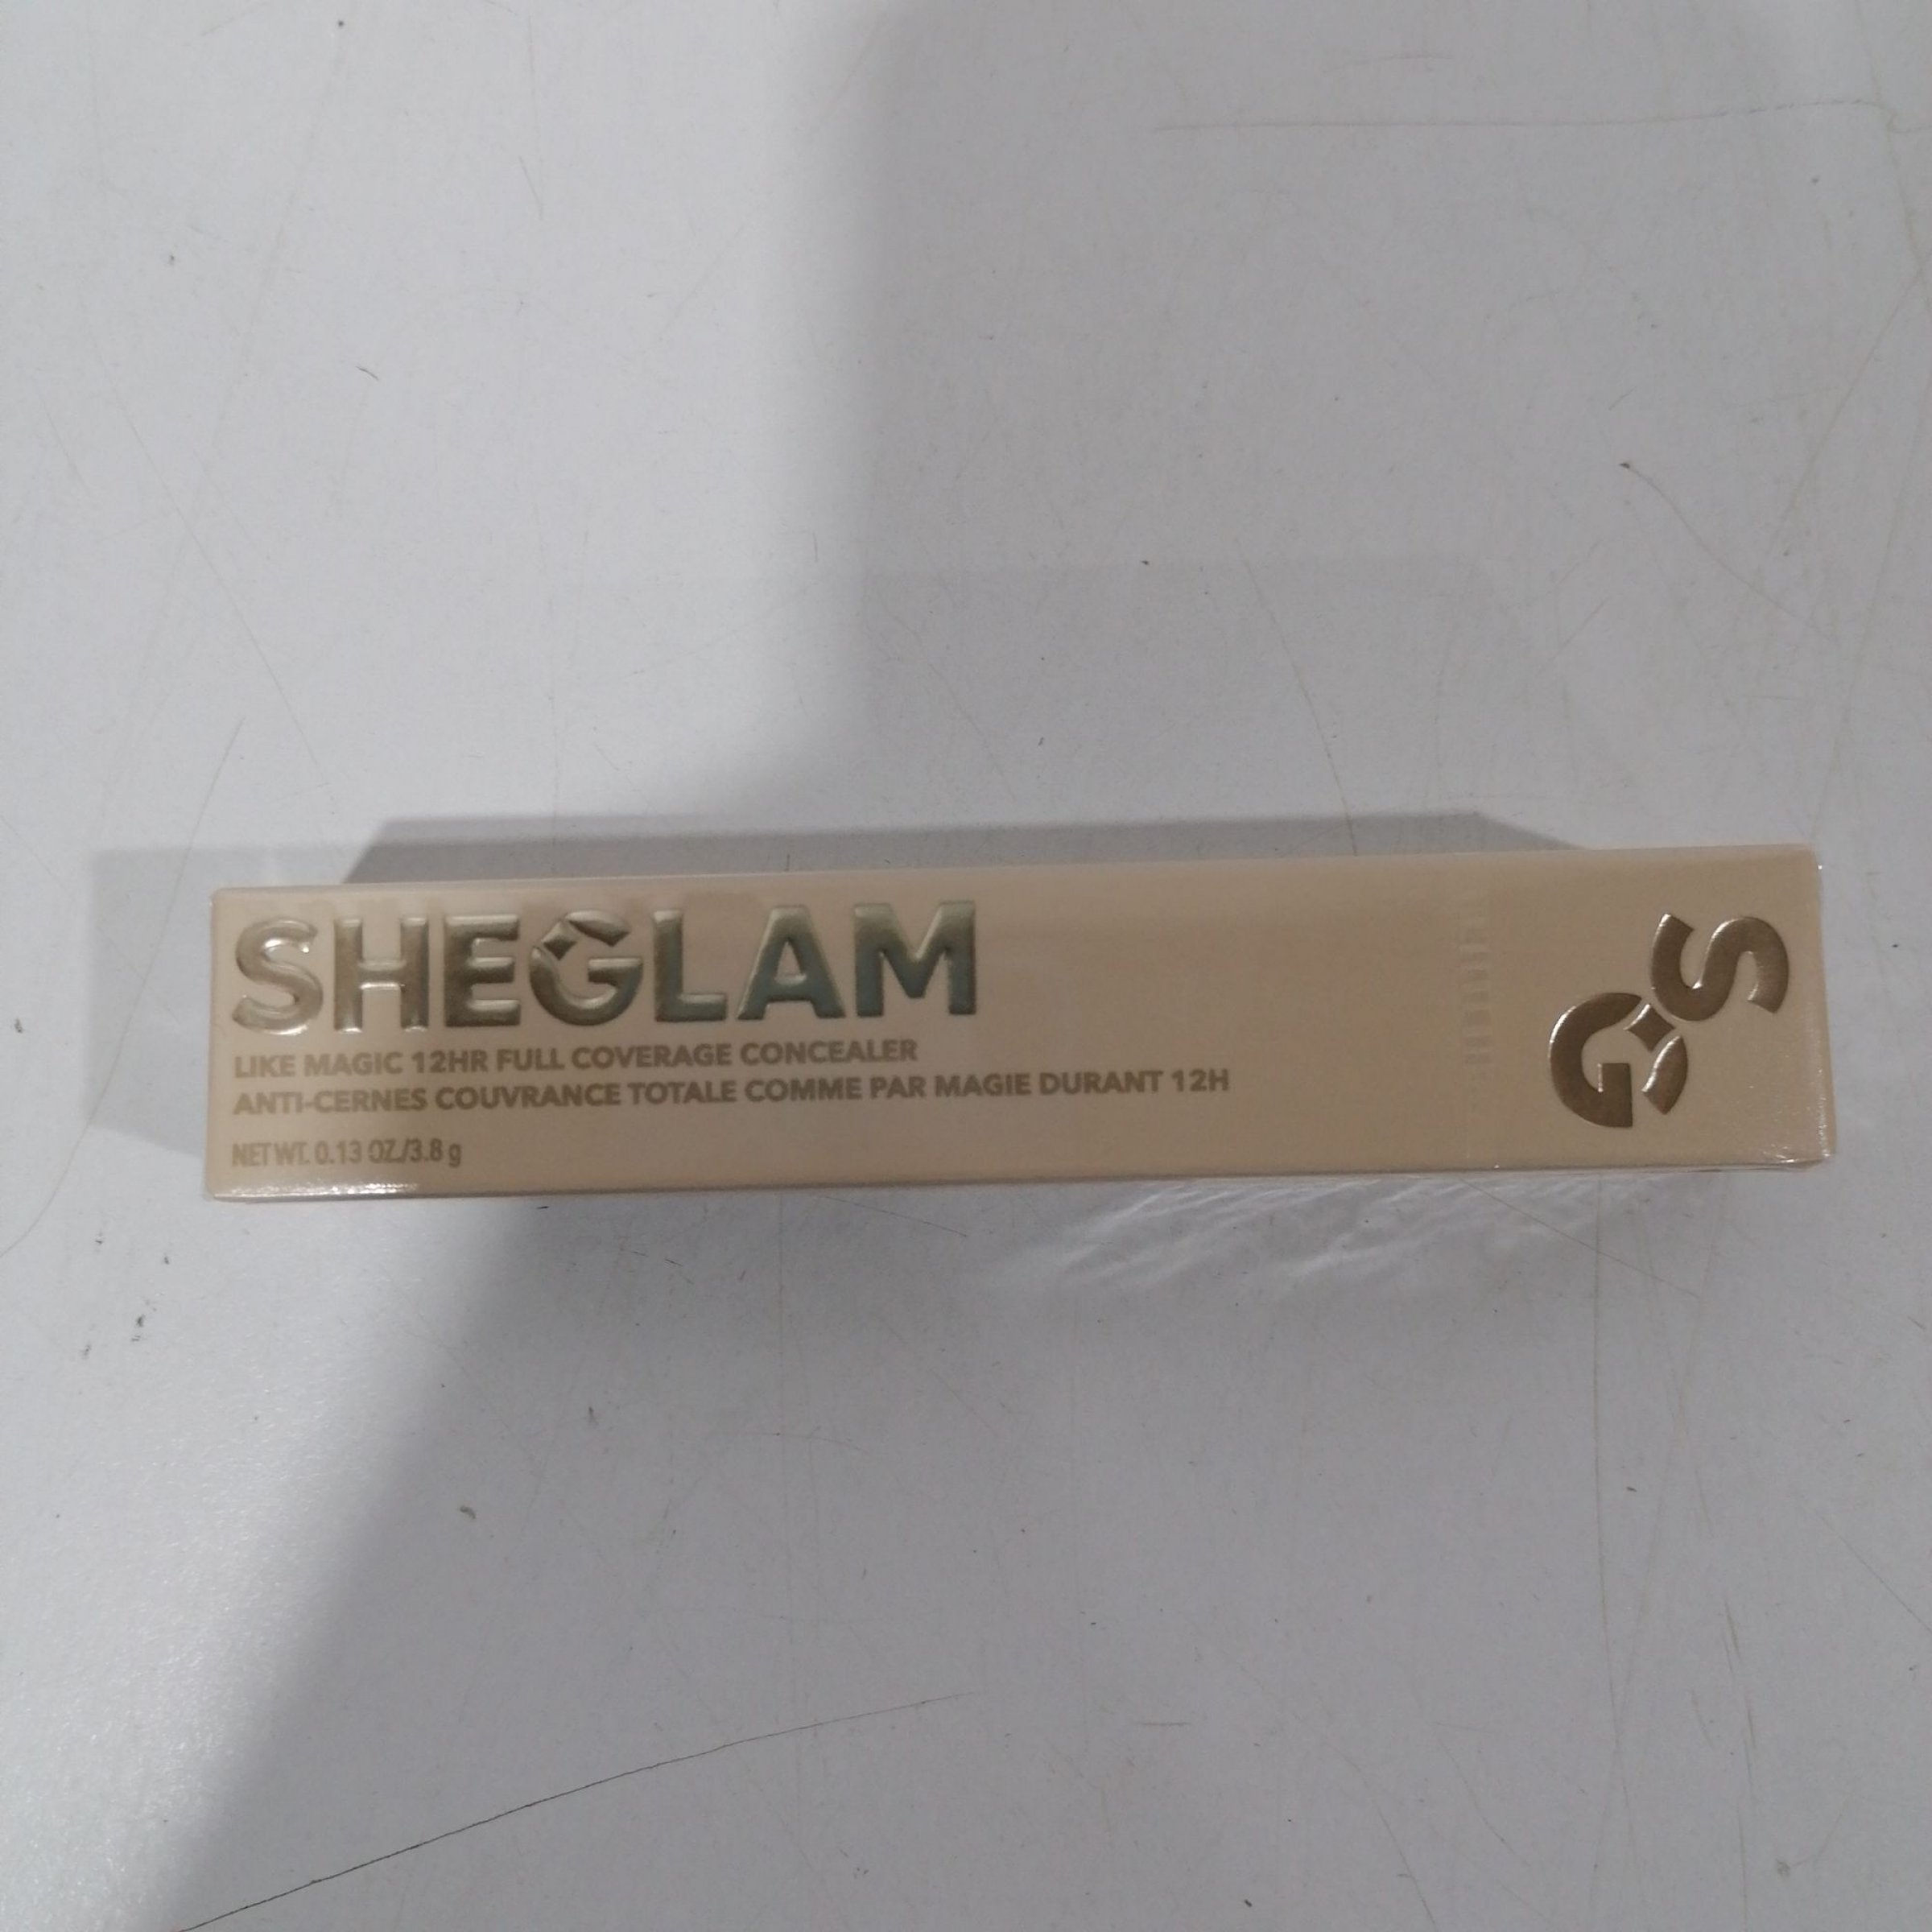 SHEGLAM
LIKE MAGIC 12HR FULL COVERAGE CONCEALER
ANTI-CERNES COUVRANCE TOTALE COMME PAR MAGIE DURANT 12H
NET WT. 0.13 OZ./3.8 g
SG